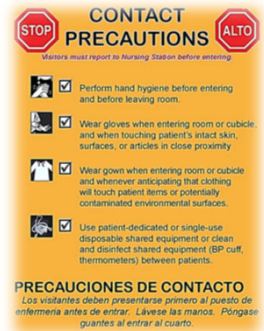 CONTACT
PRECAUTIONS
STOP
ALTO
Visitors must report to Nursing Station before entering.
Perform hand hygiene before entering
and before leaving room.
Wear gloves when entering room or cubicle,
and when touching patient's intact skin,
surfaces, or articles in close proximity
Wear gown when entering room or cubicle
and whenever anticipating that clothing
will touch patient items or potentially
contaminated environmental surfaces.
Use patient-dedicated or single-use
disposable shared equipment or clean
and disinfect shared equipment (BP cuff,
thermometers) between patients.
PRECAUCIONES DE CONTACTO
Los visitantes deben presentarse primero al puesto de
enfermeria antes de entrar. Lávese las manos. Póngase
guantes al entrar al cuarto.